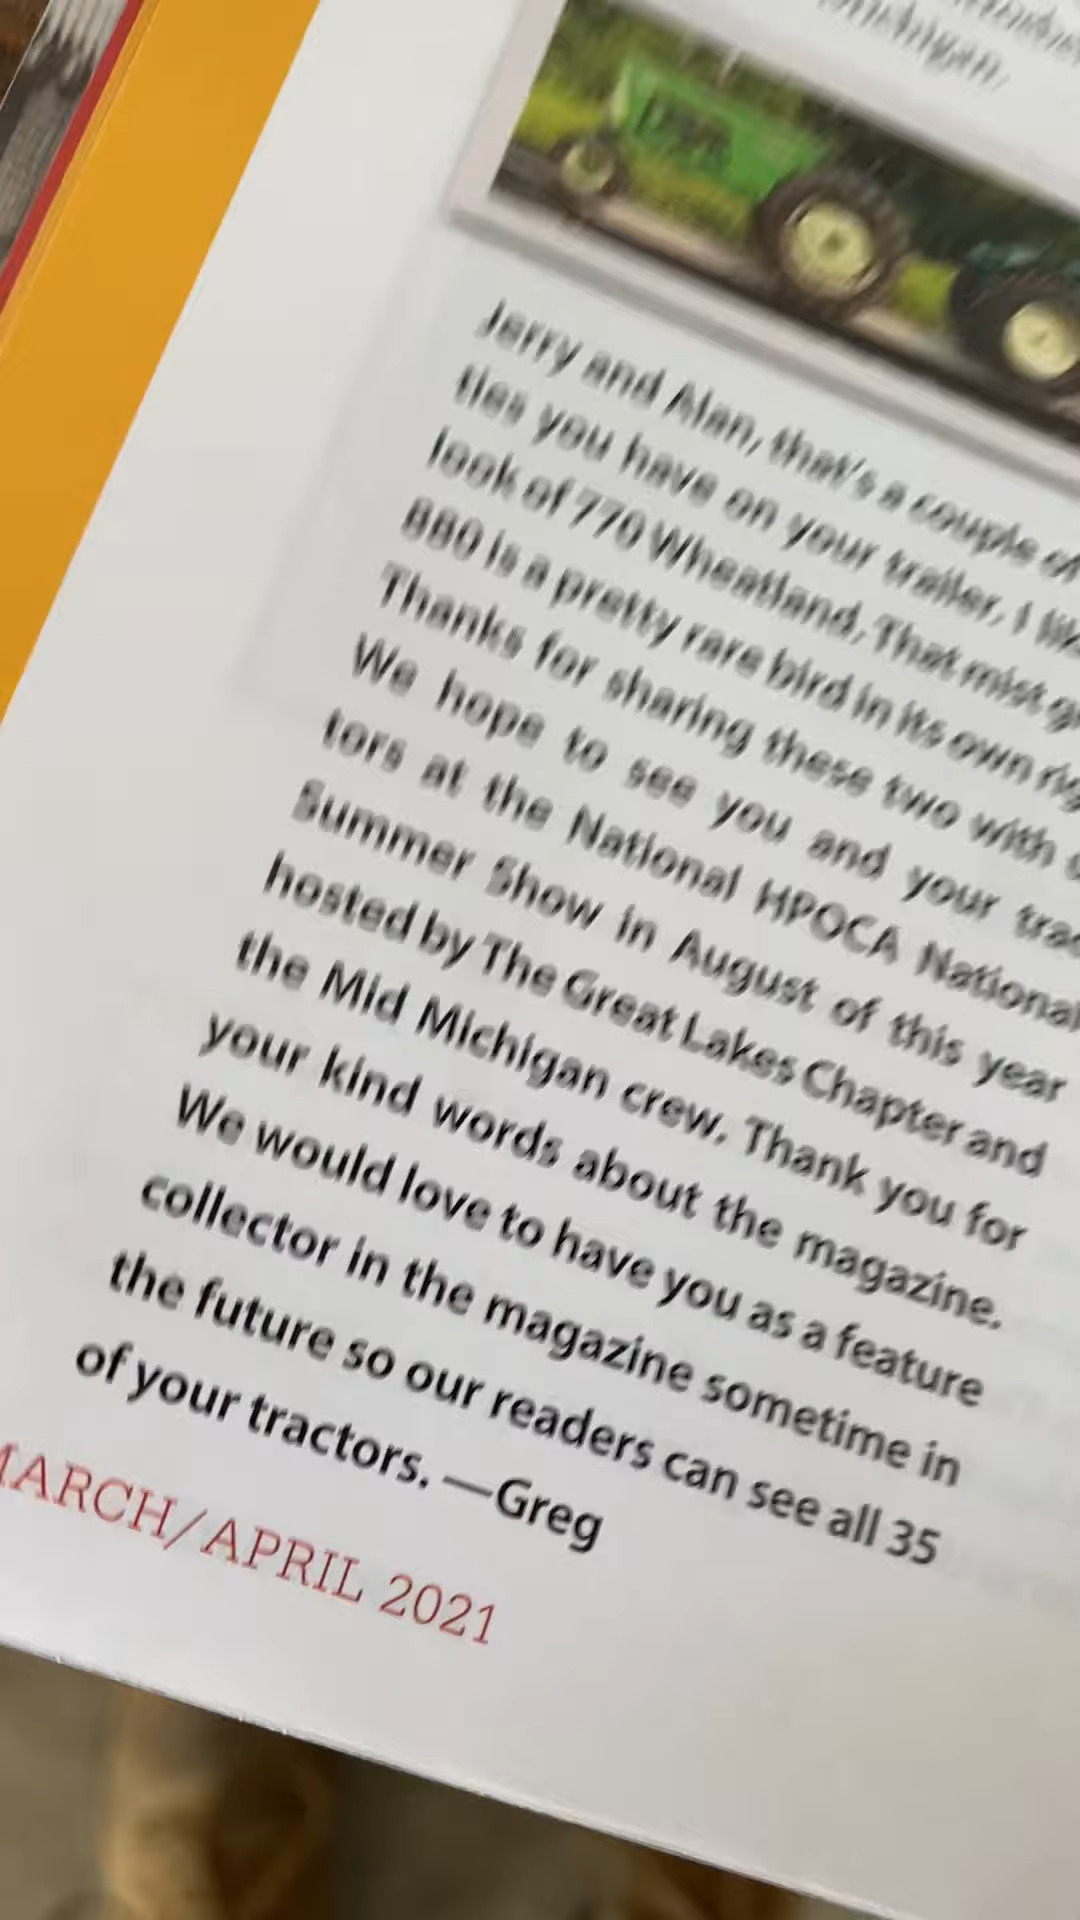 Michigan.
Jerry and Alan, that's a couple of
ties you have on your trailer, I
look of 770 Wheatland, That mist
880 is a pretty rare bird in its own
Thanks for sharing these two with
We hope to see you and your trac
tors at the National HPOCA National
Summer Show in August of this year
hosted by The Great Lakes Chapter and
the Mid Michigan crew. Thank you for
your kind words about the magazine.
We would love to have you as a feature
collector in the magazine sometime in
the future so our readers can see all 35
of your tractors. —Greg
MARCH/APRIL 2021